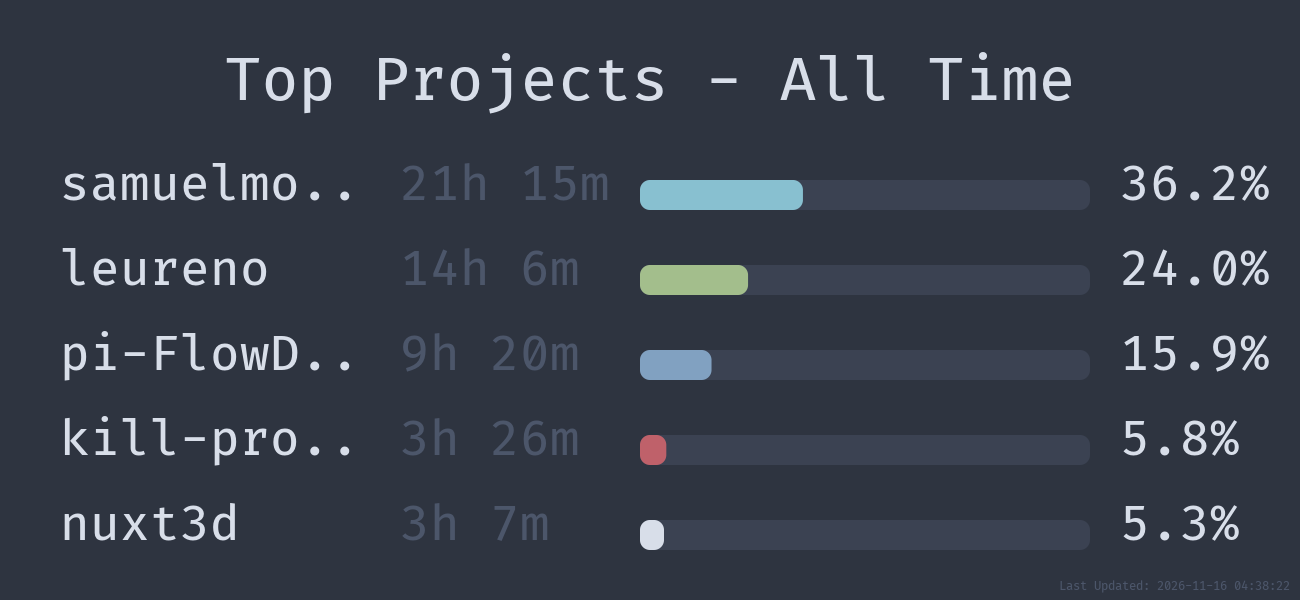 Top Projects - All Time
samuelmo.. 21h 15m 36.2%
leureno 14h 6m 24.0%
pi-FlowD.. 9h 20m 15.9%
kill-pro.. 3h 26m 5.8%
nuxt3d 3h 7m 5.3%
Last Updated: 2026-11-16 04:38:22